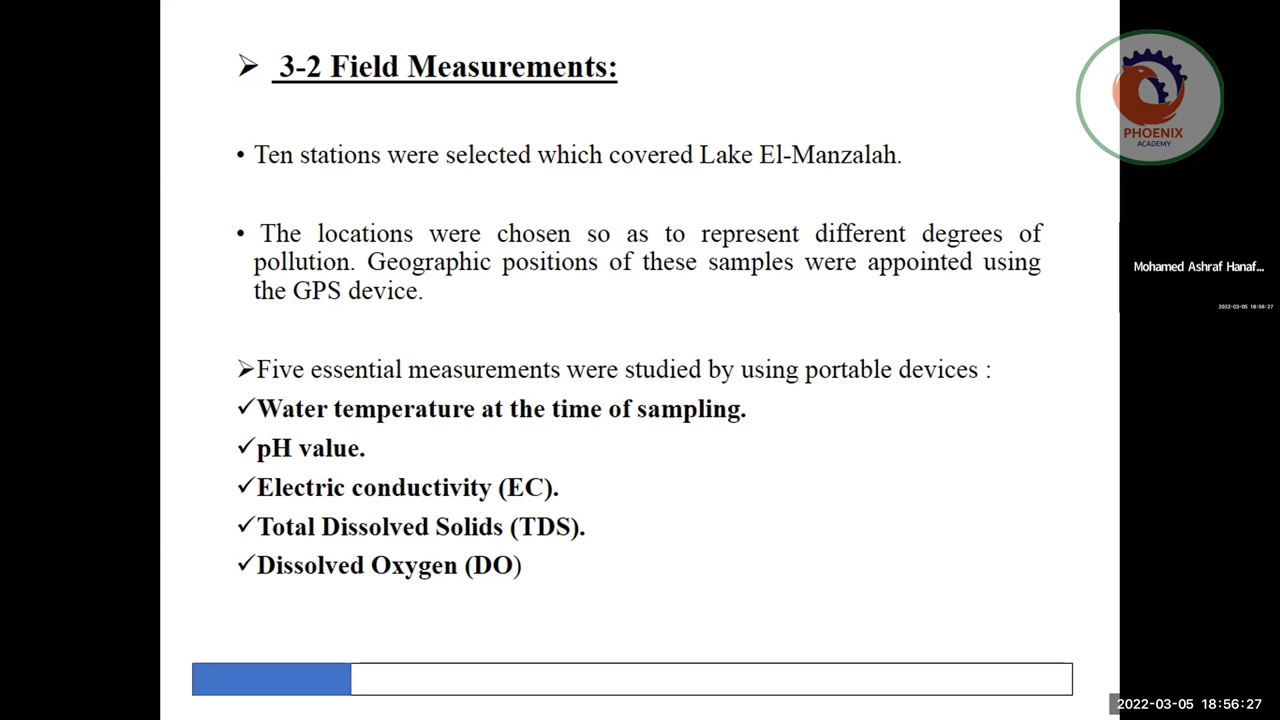 ➢ 3-2 Field Measurements:
• Ten stations were selected which covered Lake El-Manzalah.
• The locations were chosen so as to represent different degrees of
pollution. Geographic positions of these samples were appointed using
the GPS device.
➢Five essential measurements were studied by using portable devices :
✓Water temperature at the time of sampling.
✓pH value.
✓Electric conductivity (EC).
✓Total Dissolved Solids (TDS).
✓Dissolved Oxygen (DO)
PHOENIX
ACADEMY
Mohamed Ashraf Hanaf...
2022-03-05 18:56:27
2022-03-05 18:56:27